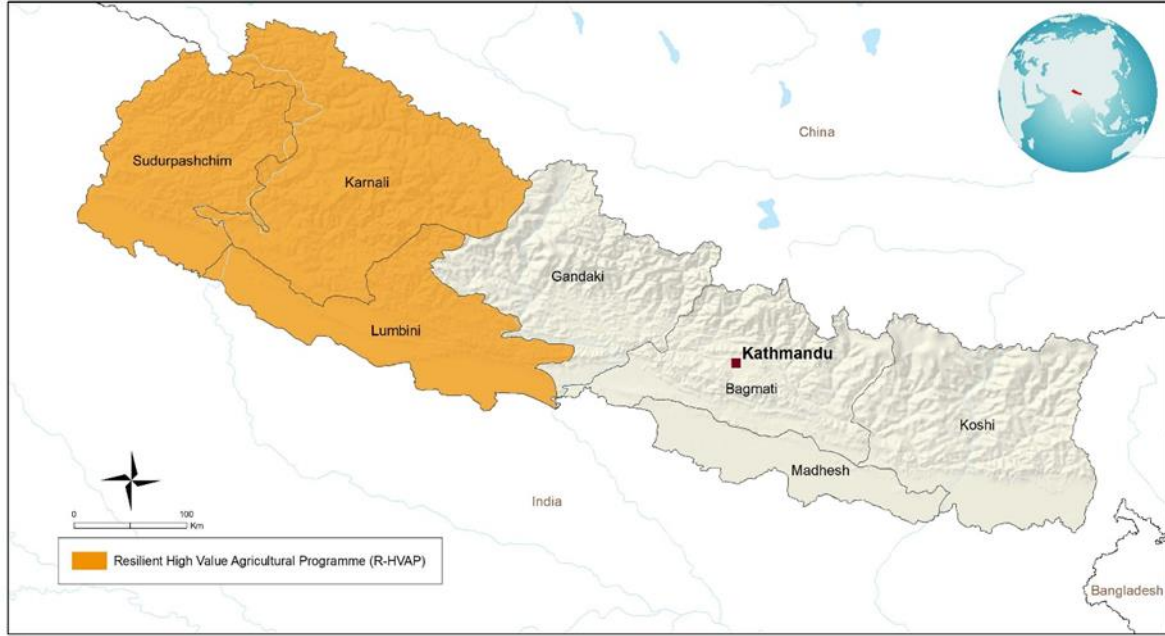 China
Sudurpashchim
Karnali
Gandaki
Lumbini
Kathmandu
Bagmati
Koshi
Madhesh
India
0 100
Km
Resilient High Value Agricultural Programme (R-HVAP)
Bangladesh